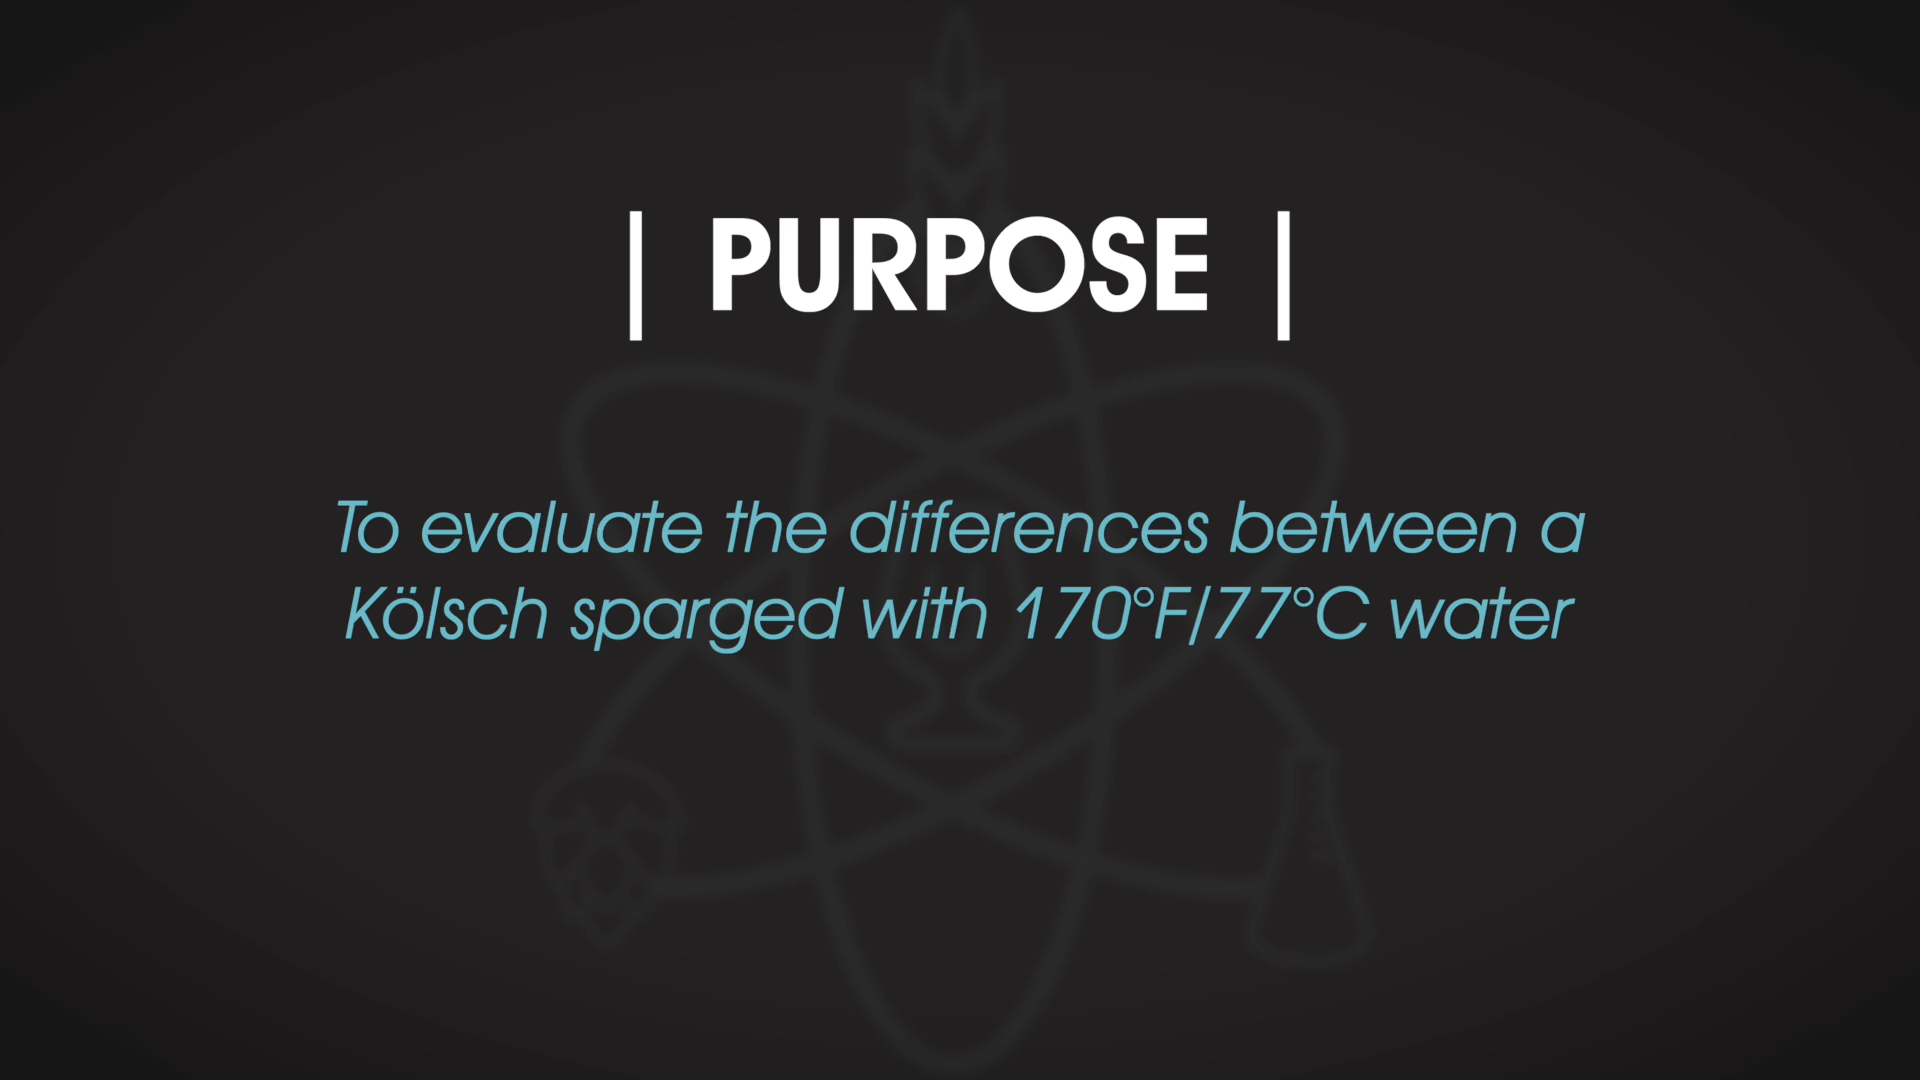 | PURPOSE |
To evaluate the differences between a
Kölsch sparged with 170°F/77°C water